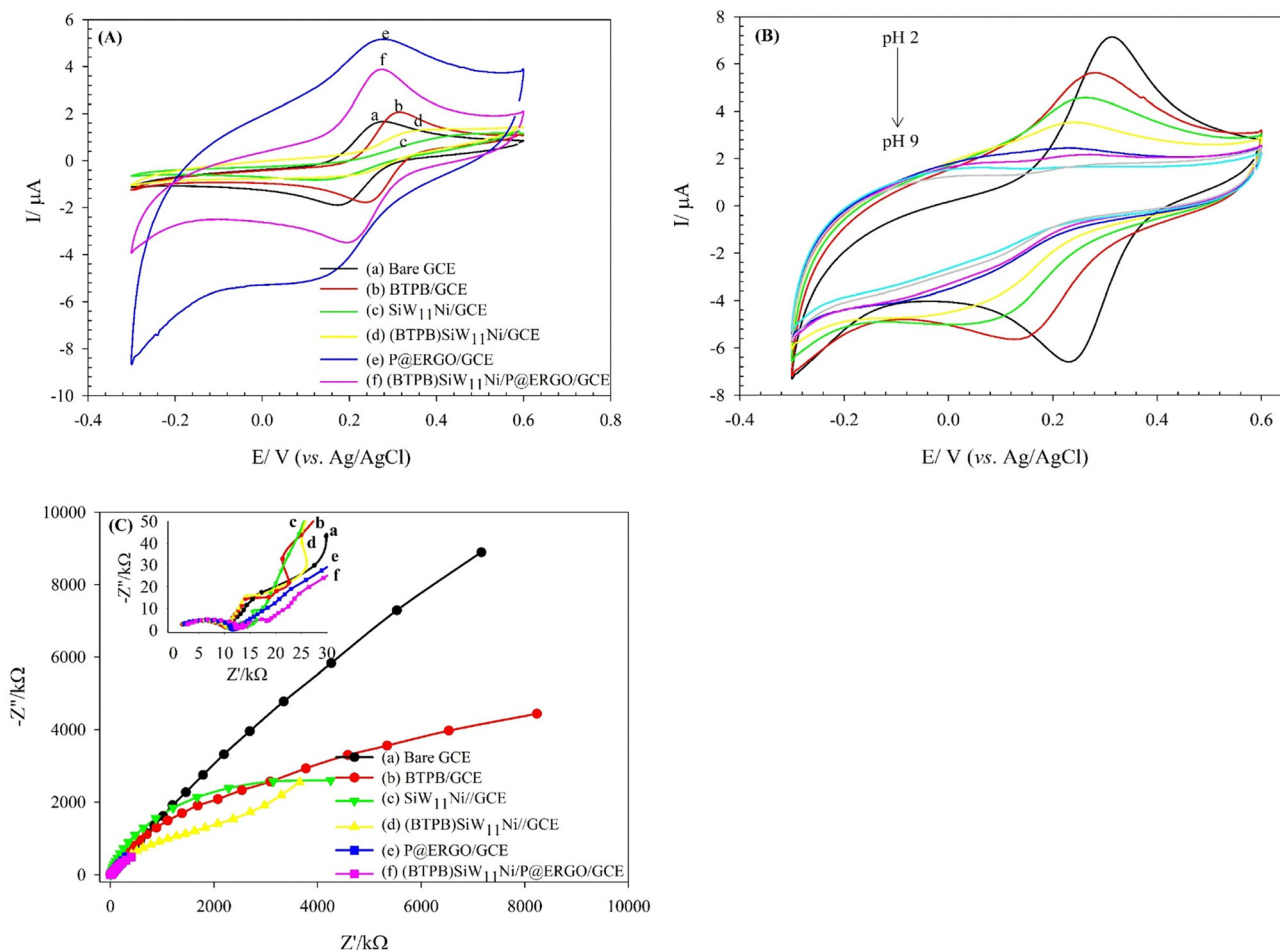 (A)
6
4
2
0
-2
-4
-6
-8
-10
I/ µA
e
f
a
b
d
c
(a) Bare GCE
(b) BTPB/GCE
(c) SiW11Ni/GCE
(d) (BTPB)SiW11Ni/GCE
(e) P@ERGO/GCE
(f) (BTPB)SiW11Ni/P@ERGO/GCE
-0.4 -0.2 0.0 0.2 0.4 0.6 0.8
E/ V (vs. Ag/AgCl)
(B)
8
6
4
2
0
-2
-4
-6
-8
I/ µA
pH 2
pH 9
-0.4 -0.2 0.0 0.2 0.4 0.6
E/ V (vs. Ag/AgCl)
(C)
10000
8000
6000
4000
2000
0
-Z"/kΩ
50
40
30
20
10
0
-Z"/kΩ
c b
a
d
e
f
0 5 10 15 20 25 30
Z'/kΩ
(a) Bare GCE
(b) BTPB/GCE
(c) SiW11Ni//GCE
(d) (BTPB)SiW11Ni//GCE
(e) P@ERGO/GCE
(f) (BTPB)SiW11Ni/P@ERGO/GCE
0 2000 4000 6000 8000 10000
Z'/kΩ